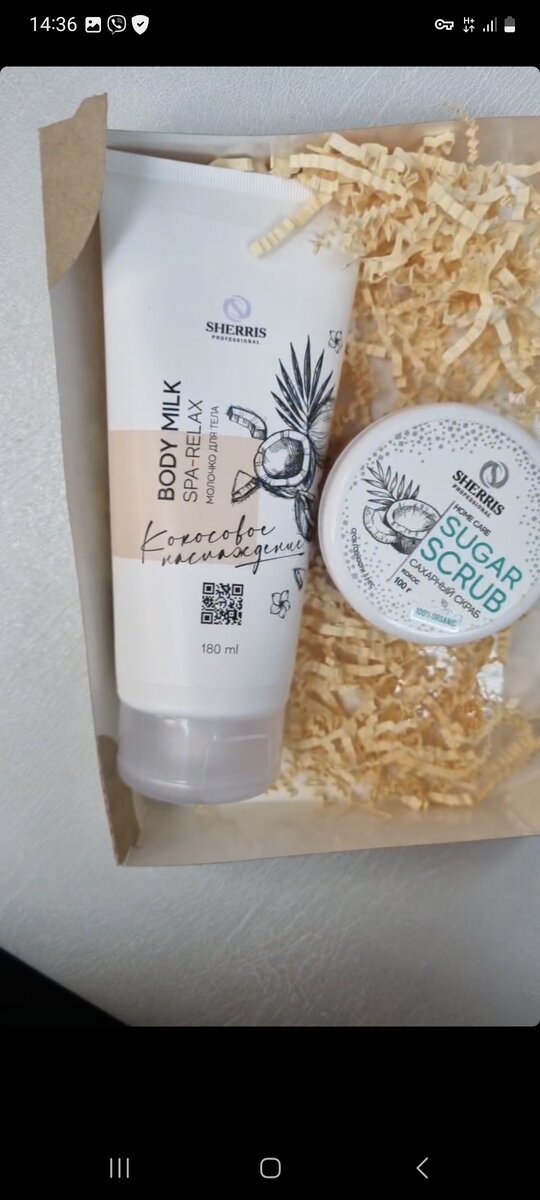 14:36
SHERRIS
PROFESSIONAL
BODY MILK
SPA-RELAX
МОЛОЧКО ДЛЯ ТЕЛА
Кокосовое
наслаждение
180 ml
SHERRIS
PROFESSIONAL
HOME CARE
SUGAR
SCRUB
САХАРНЫЙ СКРАБ
КОКОС
100 г
100% ORGANIC